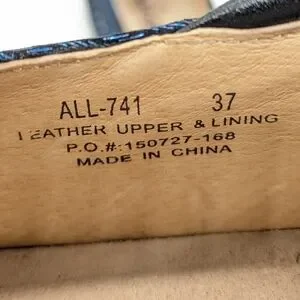 ALL-741 37
LEATHER UPPER & LINING
P.O.#:150727-168
MADE IN CHINA